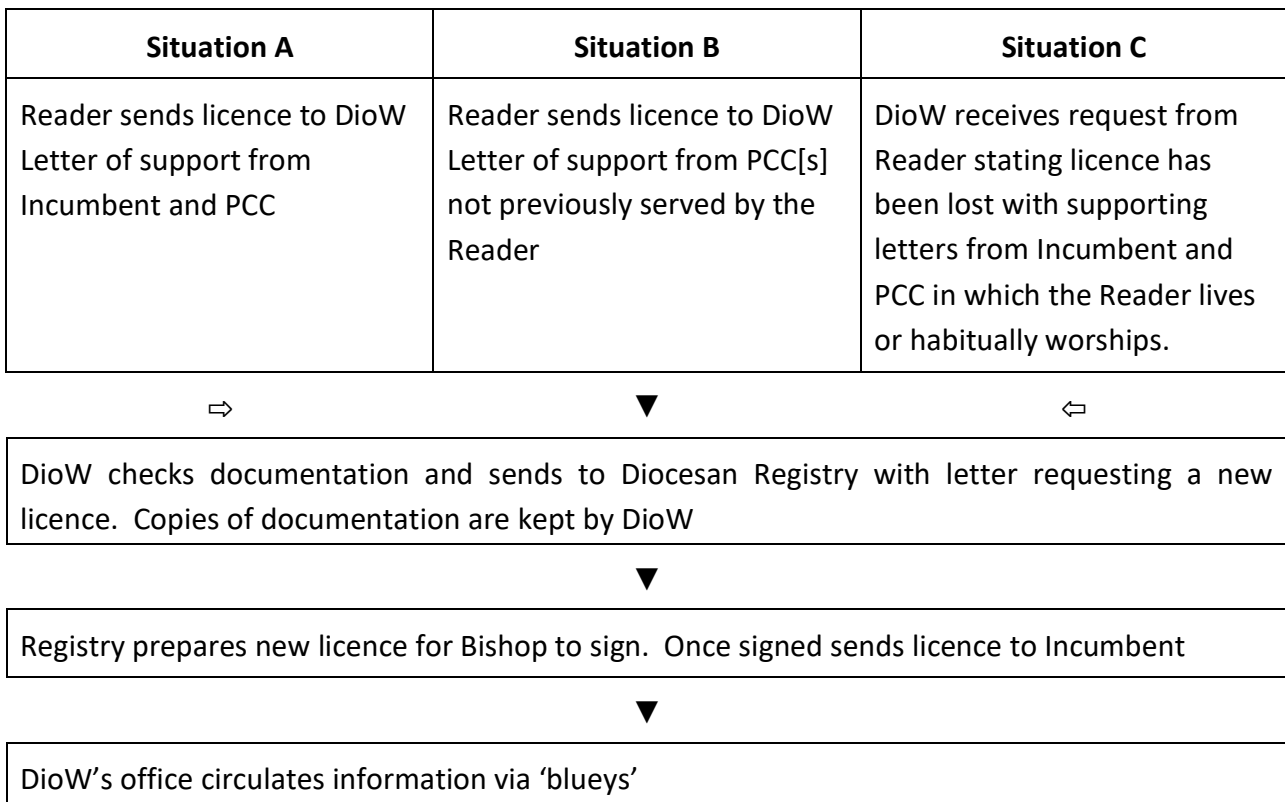 Situation A
Situation B
Situation C
Reader sends licence to DioW
Letter of support from
Incumbent and PCC
Reader sends licence to DioW
Letter of support from PCC[s]
not previously served by the
Reader
DioW receives request from
Reader stating licence has
been lost with supporting
letters from Incumbent and
PCC in which the Reader lives
or habitually worships.
⇨ ▼ ⇦
DioW checks documentation and sends to Diocesan Registry with letter requesting a new
licence. Copies of documentation are kept by DioW
▼
Registry prepares new licence for Bishop to sign. Once signed sends licence to Incumbent
▼
DioW’s office circulates information via ‘blueys’